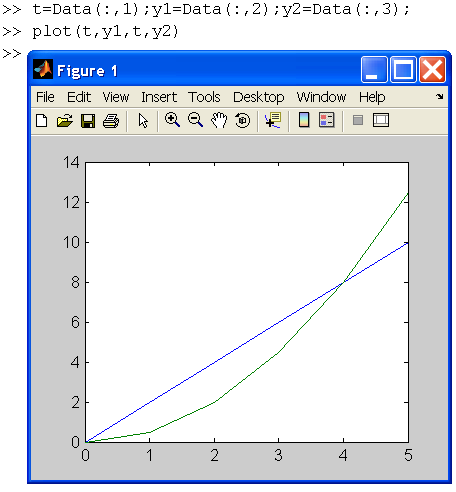 >> t=Data(:,1);y1=Data(:,2);y2=Data(:,3);
>> plot(t,y1,t,y2)
>>
Figure 1
File Edit View Insert Tools Desktop Window Help
14
12
10
8
6
4
2
0
0 1 2 3 4 5